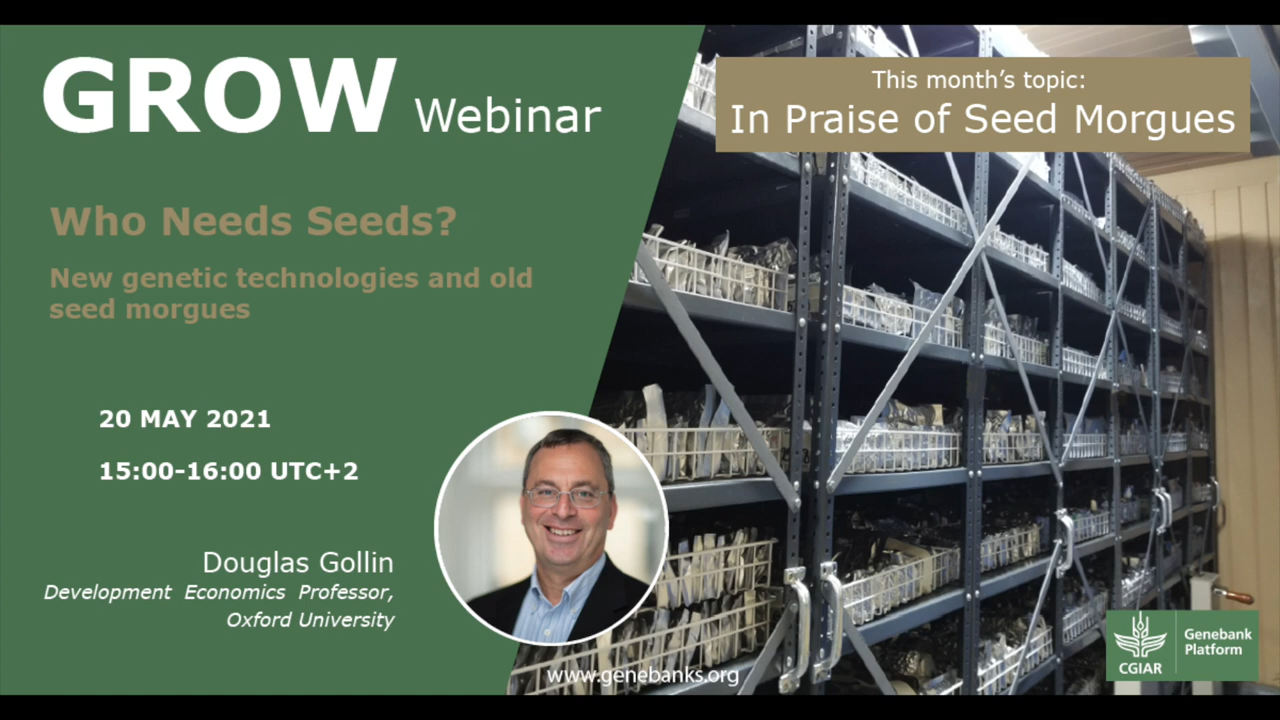 GROW Webinar
This month's topic:
In Praise of Seed Morgues
Who Needs Seeds?
New genetic technologies and old
seed morgues
20 MAY 2021
15:00-16:00 UTC+2
Douglas Gollin
Development Economics Professor,
Oxford University
www.genebanks.org
CGIAR
Genebank
Platform